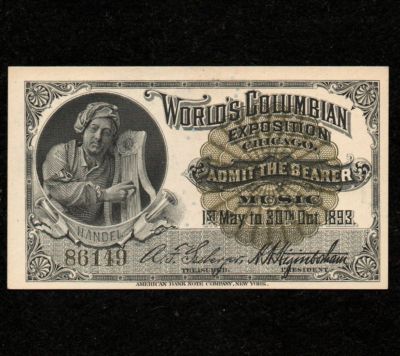 WORLD'S COLUMBIAN
EXPOSITION
CHICAGO.
ADMIT THE BEARER
MUSIC
1ST May to 30TH Oct 1893.
HANDEL
86149
TREASURER.
PRESIDENT
AMERICAN BANK NOTE COMPANY, NEW YORK.